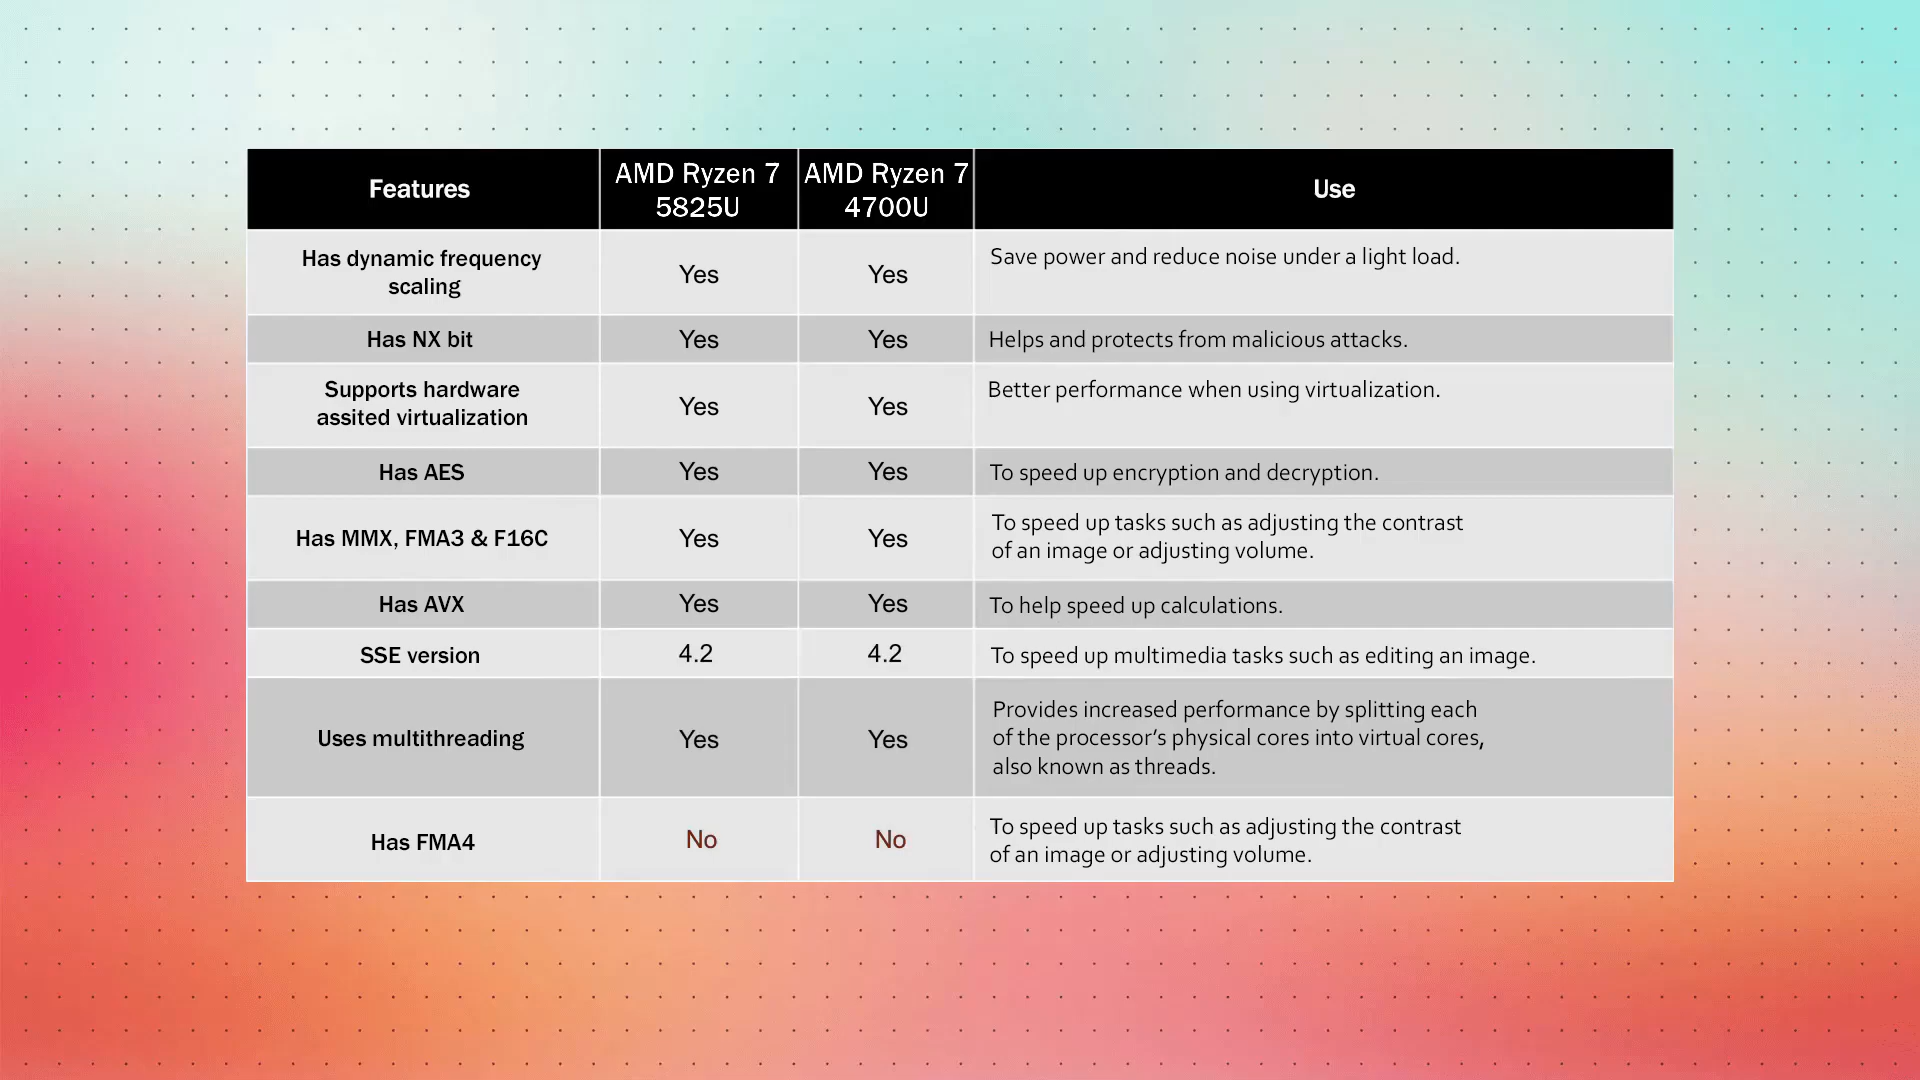 Features
AMD Ryzen 7
5825U
AMD Ryzen 7
4700U
Use
Has dynamic frequency
scaling
Yes
Yes
Save power and reduce noise under a light load.
Has NX bit
Yes
Yes
Helps and protects from malicious attacks.
Supports hardware
assited virtualization
Yes
Yes
Better performance when using virtualization.
Has AES
Yes
Yes
To speed up encryption and decryption.
Has MMX, FMA3 & F16C
Yes
Yes
To speed up tasks such as adjusting the contrast
of an image or adjusting volume.
Has AVX
Yes
Yes
To help speed up calculations.
SSE version
4.2
4.2
To speed up multimedia tasks such as editing an image.
Uses multithreading
Yes
Yes
Provides increased performance by splitting each
of the processor's physical cores into virtual cores,
also known as threads.
Has FMA4
No
No
To speed up tasks such as adjusting the contrast
of an image or adjusting volume.